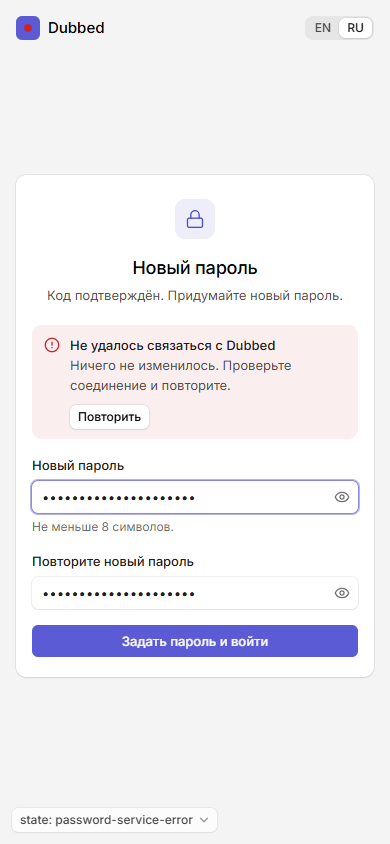 Dubbed
EN RU
Новый пароль
Код подтверждён. Придумайте новый пароль.
Не удалось связаться с Dubbed
Ничего не изменилось. Проверьте
соединение и повторите.
Повторить
Новый пароль
•••••••••••••••••••••
Не меньше 8 символов.
Повторите новый пароль
•••••••••••••••••••••
Задать пароль и войти
state: password-service-error